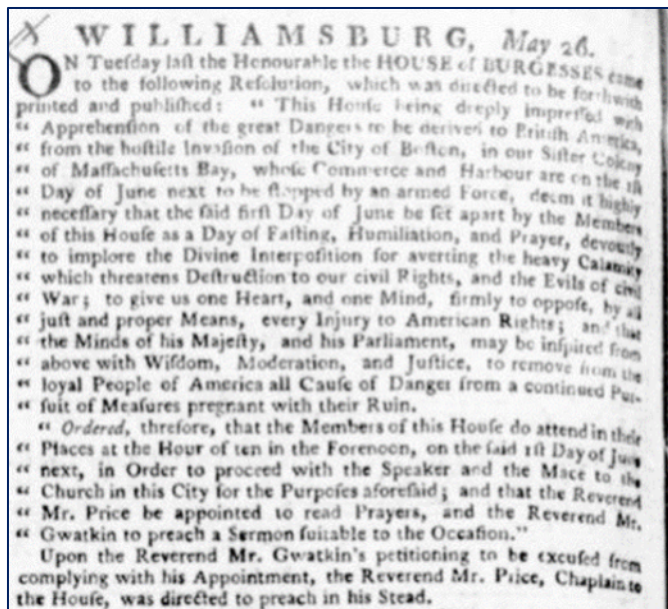 WILLIAMSBURG, May 26.
ON Tueſday laſt the Honourable the HOUSE of BURGESSES came
to the following Reſolution, which was directed to be forthwith
printed and publiſhed: " This Houſe being deeply impreſſed with
" Apprehenſion of the great Dangers to be derived to Britiſh America,
" from the hoſtile Invaſion of the City of Boſton, in our Siſter Colony
" of Maſſachuſetts Bay, whoſe Commerce and Harbour are on the 1ſt
" Day of June next to be ſtopped by an armed Force, deem it highly
" neceſſary that the ſaid firſt Day of June be ſet apart by the Members
" of this Houſe as a Day of Faſting, Humiliation, and Prayer, devoutly
" to implore the Divine Interpoſition for averting the heavy Calamity
" which threatens Deſtruction to our civil Rights, and the Evils of civil
" War; to give us one Heart, and one Mind, firmly to oppoſe, by all
" juſt and proper Means, every Injury to American Rights; and that
" the Minds of his Majeſty, and his Parliament, may be inſpired from
" above with Wiſdom, Moderation, and Juſtice, to remove from the
" loyal People of America all Cauſe of Danger from a continued Pur-
" ſuit of Meaſures pregnant with their Ruin.
" Ordered, threfore, that the Members of this Houſe do attend in their
" Places at the Hour of ten in the Forenoon, on the ſaid 1ſt Day of June
" next, in Order to proceed with the Speaker and the Mace to the
" Church in this City for the Purpoſes aforeſaid; and that the Reverend
" Mr. Price be appointed to read Prayers, and the Reverend Mr.
" Gwatkin to preach a Sermon ſuitable to the Occaſion."
Upon the Reverend Mr. Gwatkin's petitioning to be excuſed from
complying with his Appointment, the Reverend Mr. Price, Chaplain to
the Houſe, was directed to preach in his Stead.